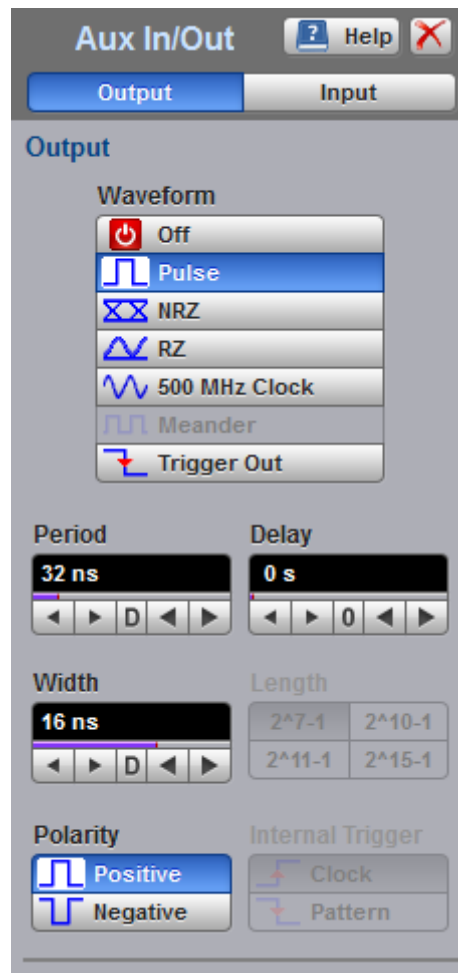 Aux In/Out ? Help
Output Input
Output
Waveform
Off
Pulse
NRZ
RZ
500 MHz Clock
Meander
Trigger Out
Period Delay
32 ns 0 s
D 0
Width Length
16 ns 2^7-1 2^10-1
D 2^11-1 2^15-1
Polarity Internal Trigger
Positive Clock
Negative Pattern